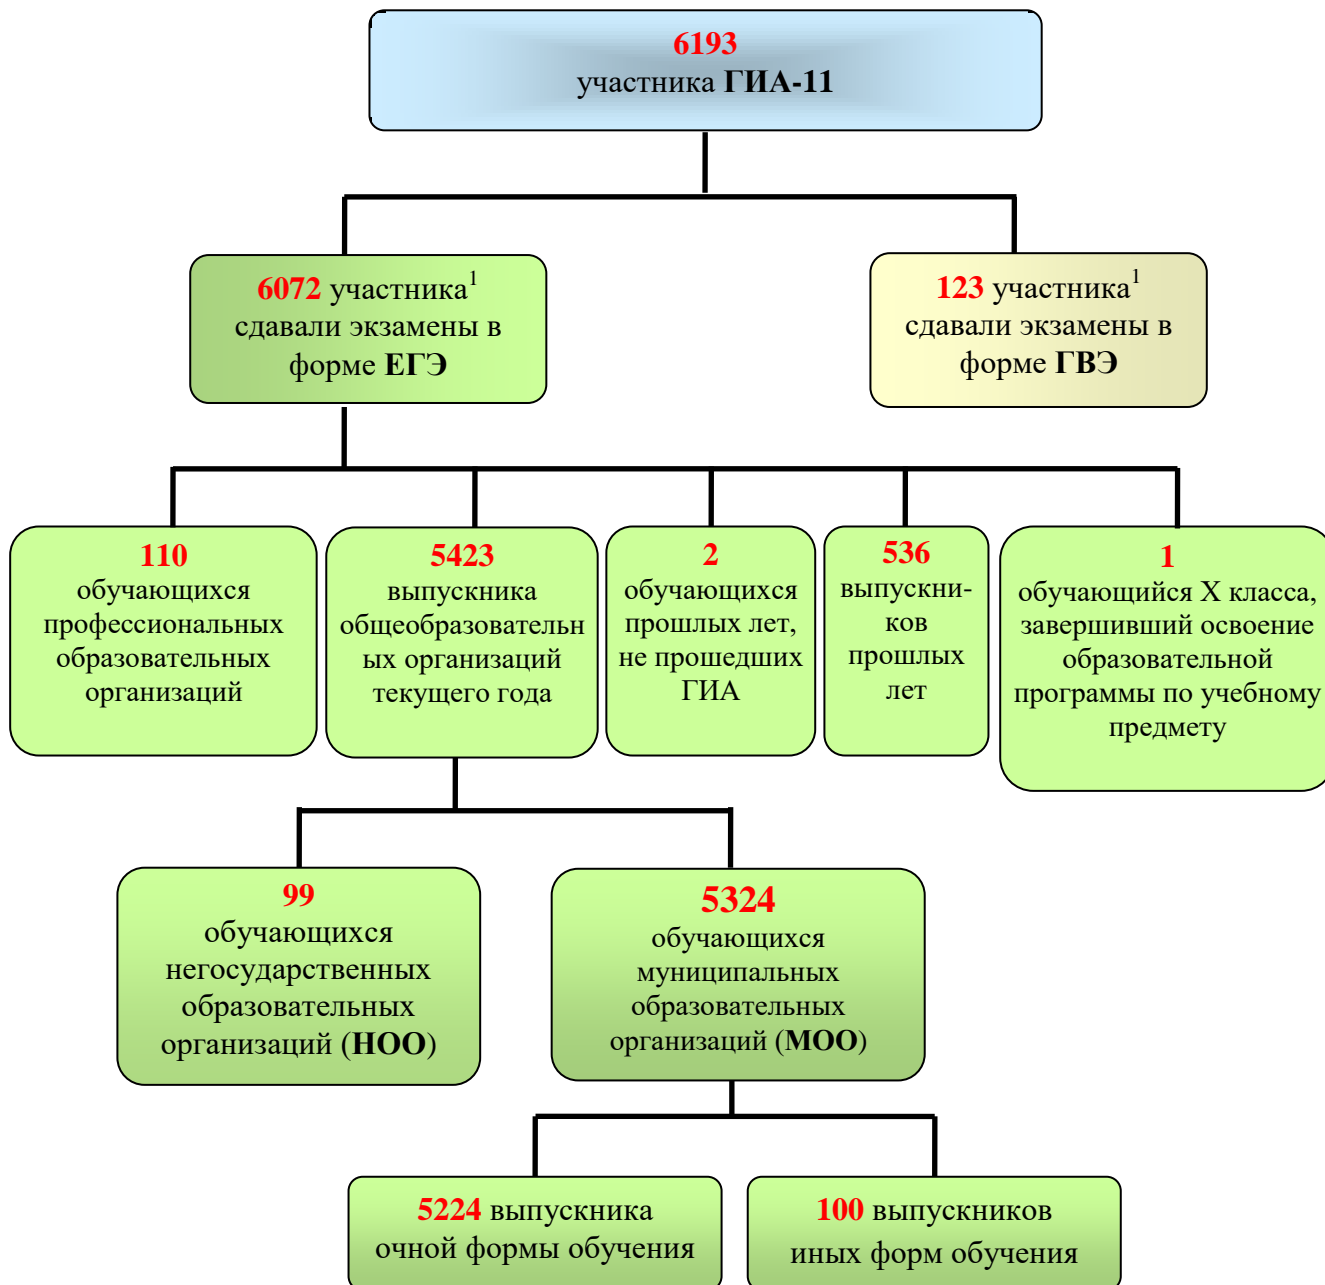 6193
участника ГИА-11
6072 участника¹
сдавали экзамены в
форме ЕГЭ
123 участника¹
сдавали экзамены в
форме ГВЭ
110
обучающихся
профессиональных
образовательных
организаций
5423
выпускника
общеобразовательн
ых организаций
текущего года
2
обучающихся
прошлых лет,
не прошедших
ГИА
536
выпускни-
ков
прошлых
лет
1
обучающийся X класса,
завершивший освоение
образовательной
программы по учебному
предмету
99
обучающихся
негосударственных
образовательных
организаций (НОО)
5324
обучающихся
муниципальных
образовательных
организаций (МОО)
5224 выпускника
очной формы обучения
100 выпускников
иных форм обучения